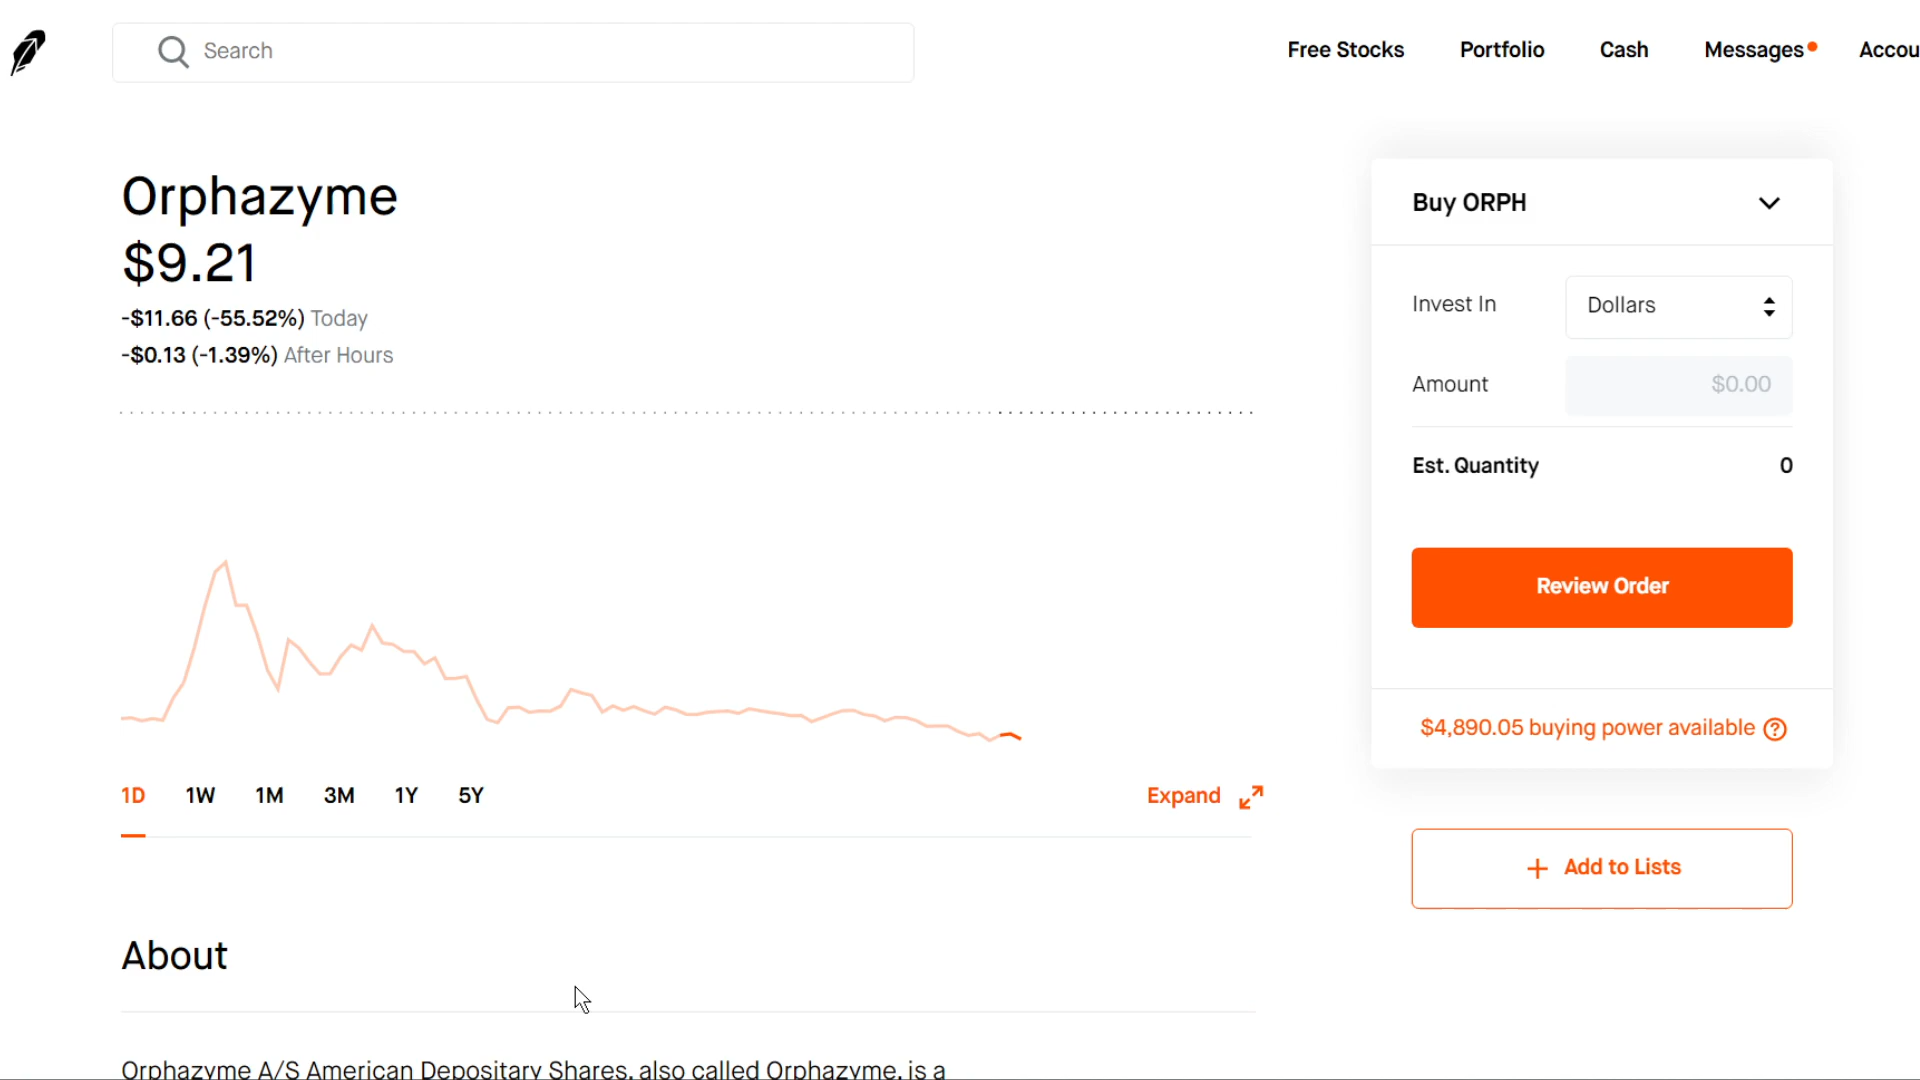 Search
Free Stocks
Portfolio
Cash
Messages
Accou
Orphazyme
$9.21
-$11.66 (-55.52%) Today
-$0.13 (-1.39%) After Hours
Buy ORPH
Invest In
Dollars
Amount
$0.00
Est. Quantity
0
Review Order
$4,890.05 buying power available
?
1D
1W
1M
3M
1Y
5Y
Expand
+ Add to Lists
About
Orphazyme A/S American Depositary Shares, also called Orphazyme, is a